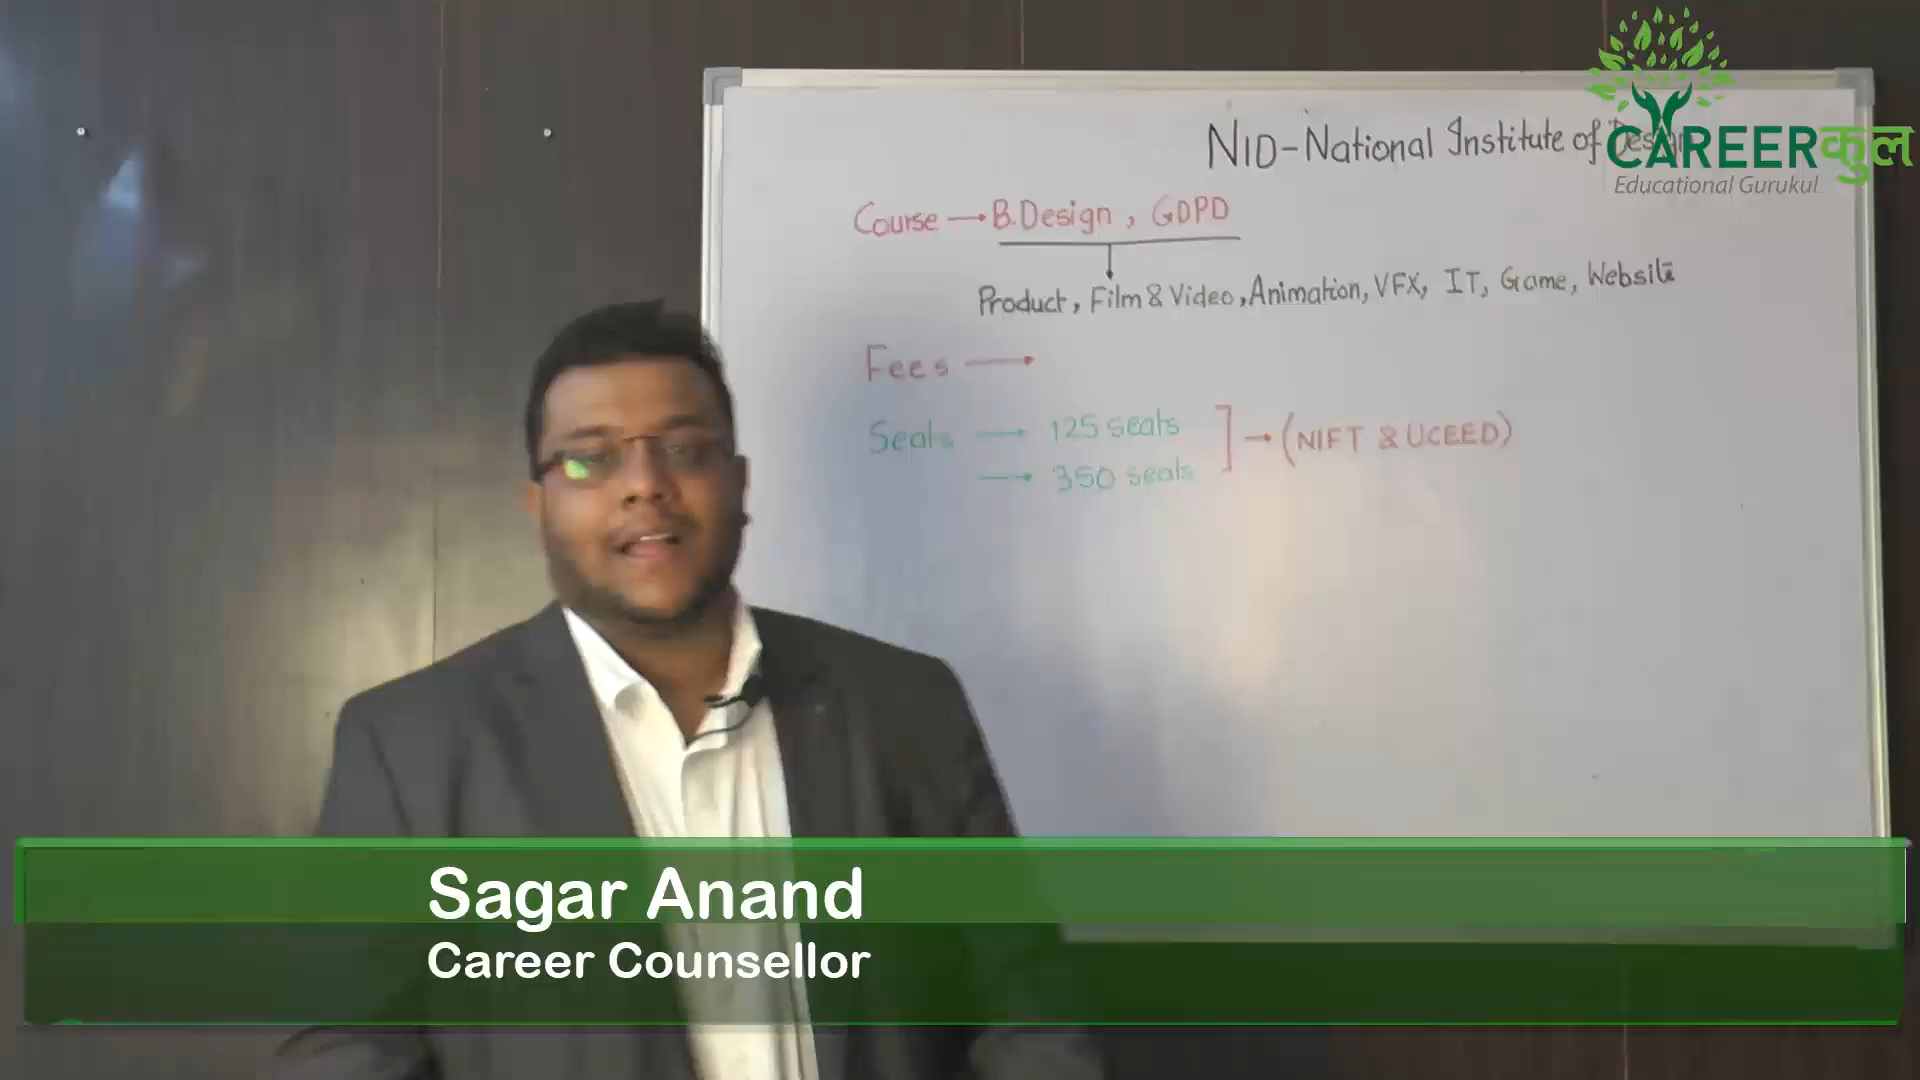 NID-National Institute of Design
CAREERकुल
Educational Gurukul
Course → B.Design, GDPD
Product, Film & Video, Animation, VFX, IT, Game, Website
Fees →
Seats → 125 seats ] → (NIFT & UCEED)
→ 350 seats
Sagar Anand
Career Counsellor